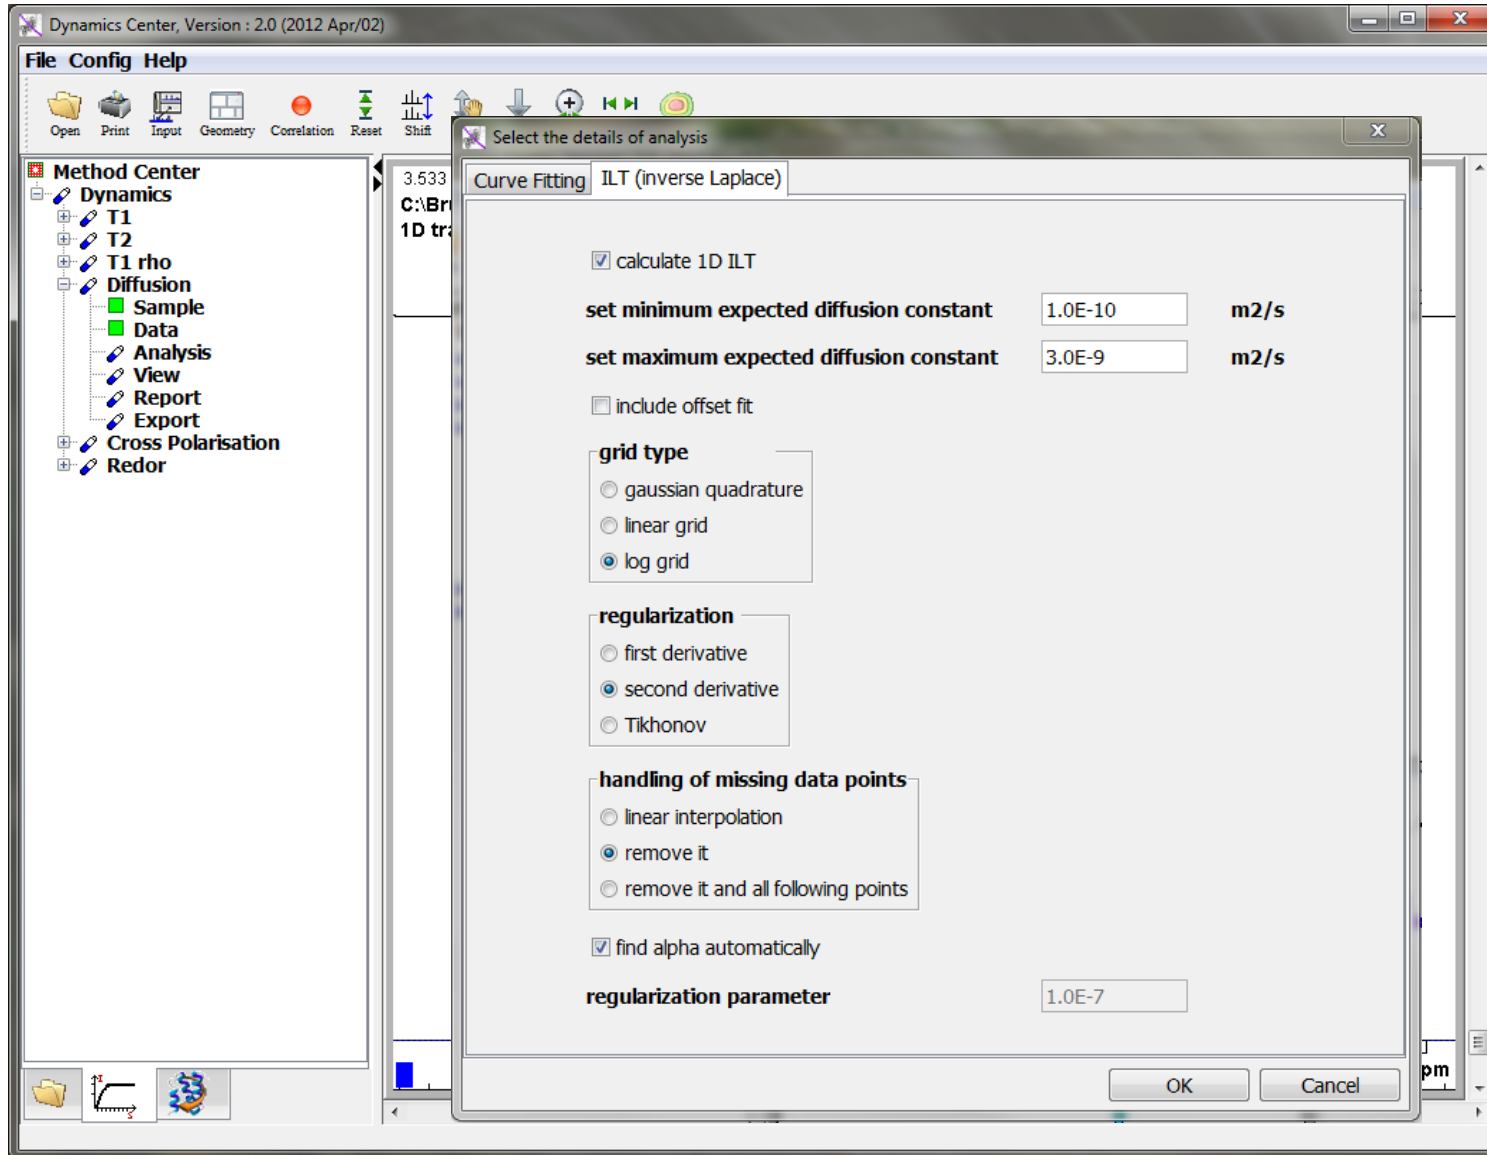 Dynamics Center, Version : 2.0 (2012 Apr/02)
File Config Help
Open Print Input Geometry Correlation Reset Shift
Method Center
Dynamics
T1
T2
T1 rho
Diffusion
Sample
Data
Analysis
View
Report
Export
Cross Polarisation
Redor
3.533
C:\Br
1D tra
Select the details of analysis
Curve Fitting ILT (inverse Laplace)
calculate 1D ILT
set minimum expected diffusion constant 1.0E-10 m2/s
set maximum expected diffusion constant 3.0E-9 m2/s
include offset fit
grid type
gaussian quadrature
linear grid
log grid
regularization
first derivative
second derivative
Tikhonov
handling of missing data points
linear interpolation
remove it
remove it and all following points
find alpha automatically
regularization parameter 1.0E-7
OK Cancel
pm